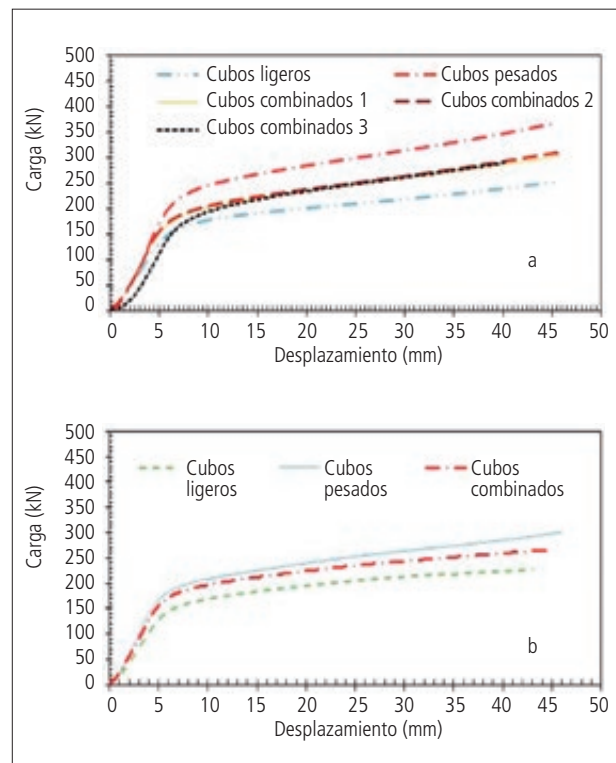 500
450
400
350
300
250
200
150
100
50
0
Carga (kN)
Cubos ligeros
Cubos pesados
Cubos combinados 1
Cubos combinados 2
Cubos combinados 3
a
0 5 10 15 20 25 30 35 40 45 50
Desplazamiento (mm)
500
450
400
350
300
250
200
150
100
50
0
Carga (kN)
Cubos
ligeros
Cubos
pesados
Cubos
combinados
b
0 5 10 15 20 25 30 35 40 45 50
Desplazamiento (mm)